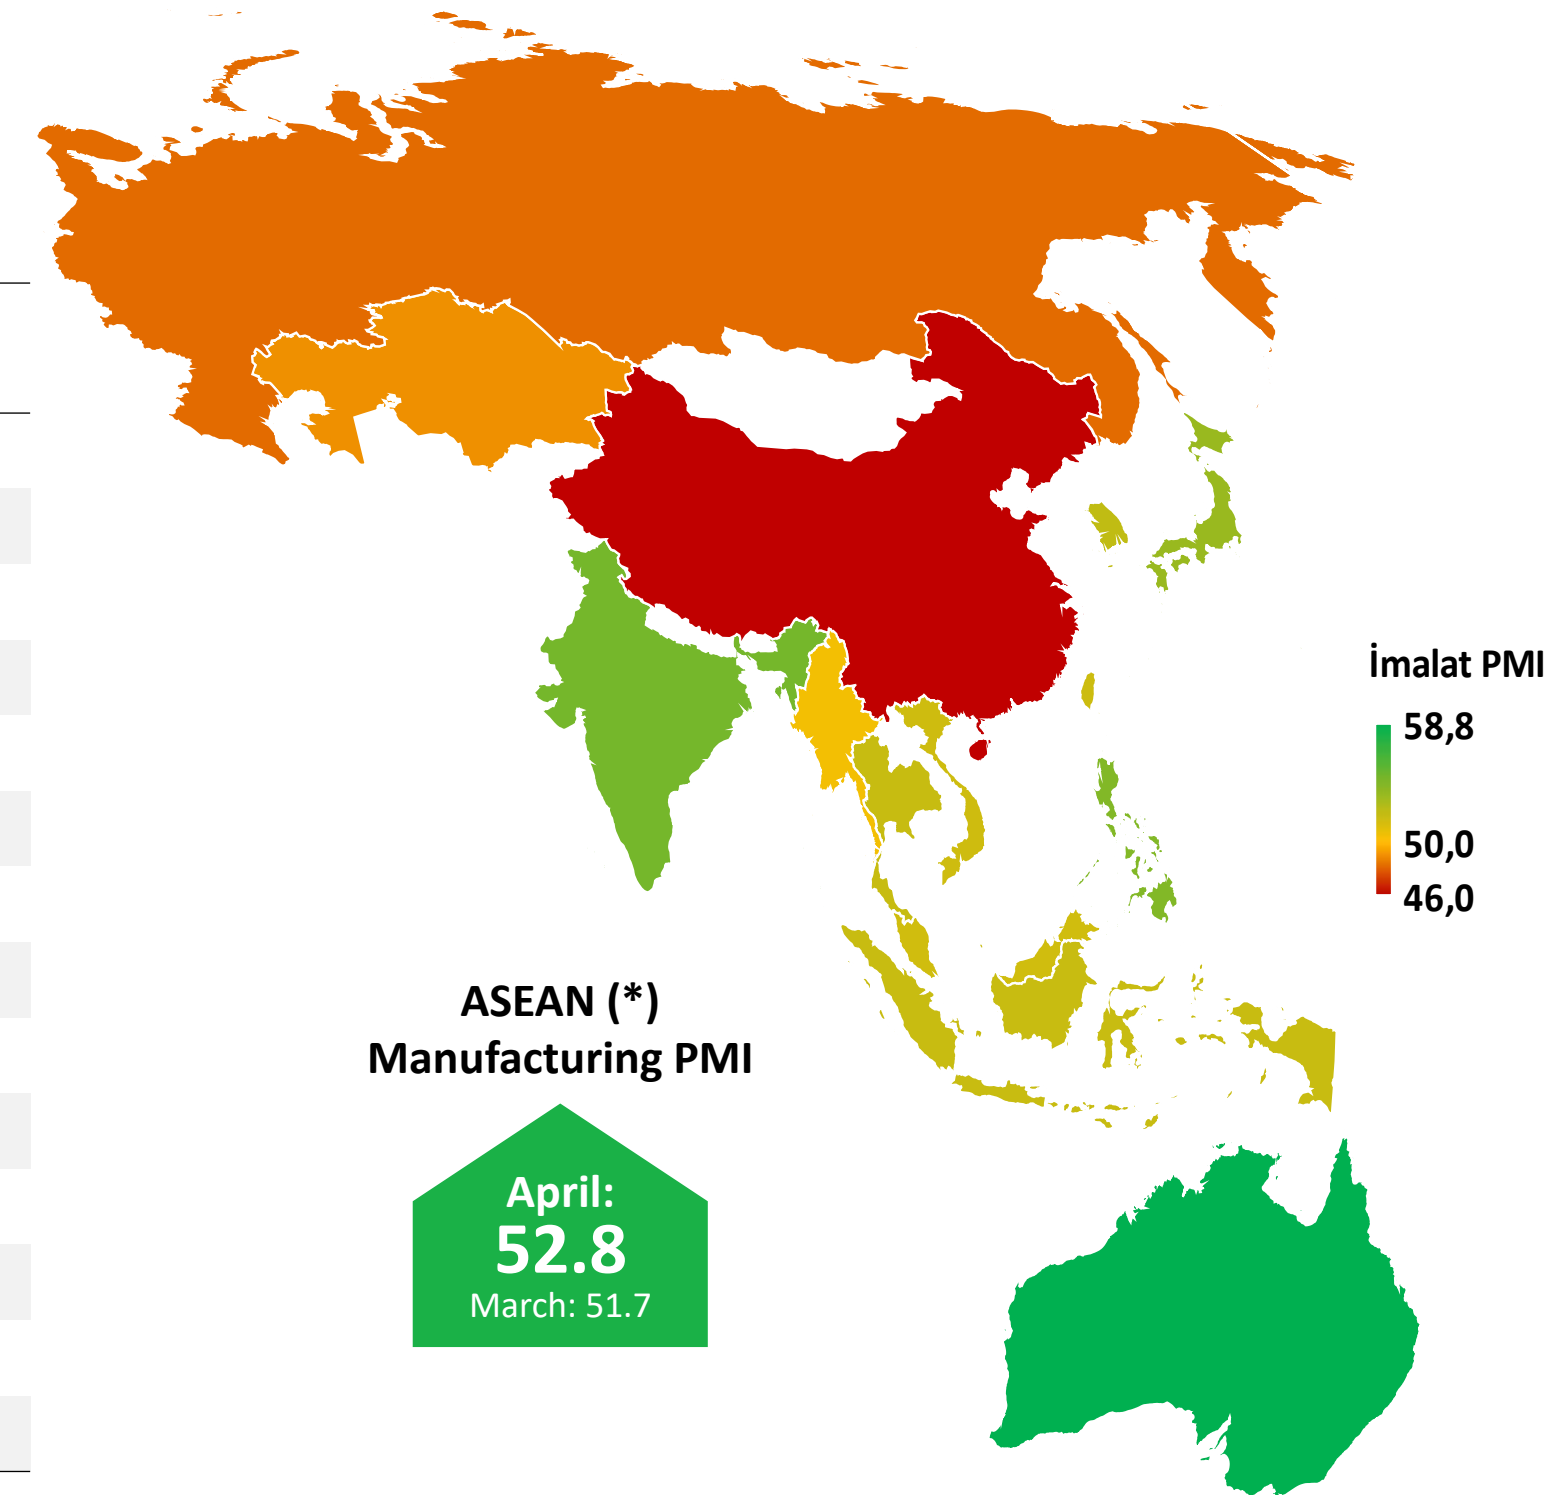 İmalat PMI
58,8
50,0
46,0
ASEAN (*)
Manufacturing PMI
April:
52.8
March: 51.7